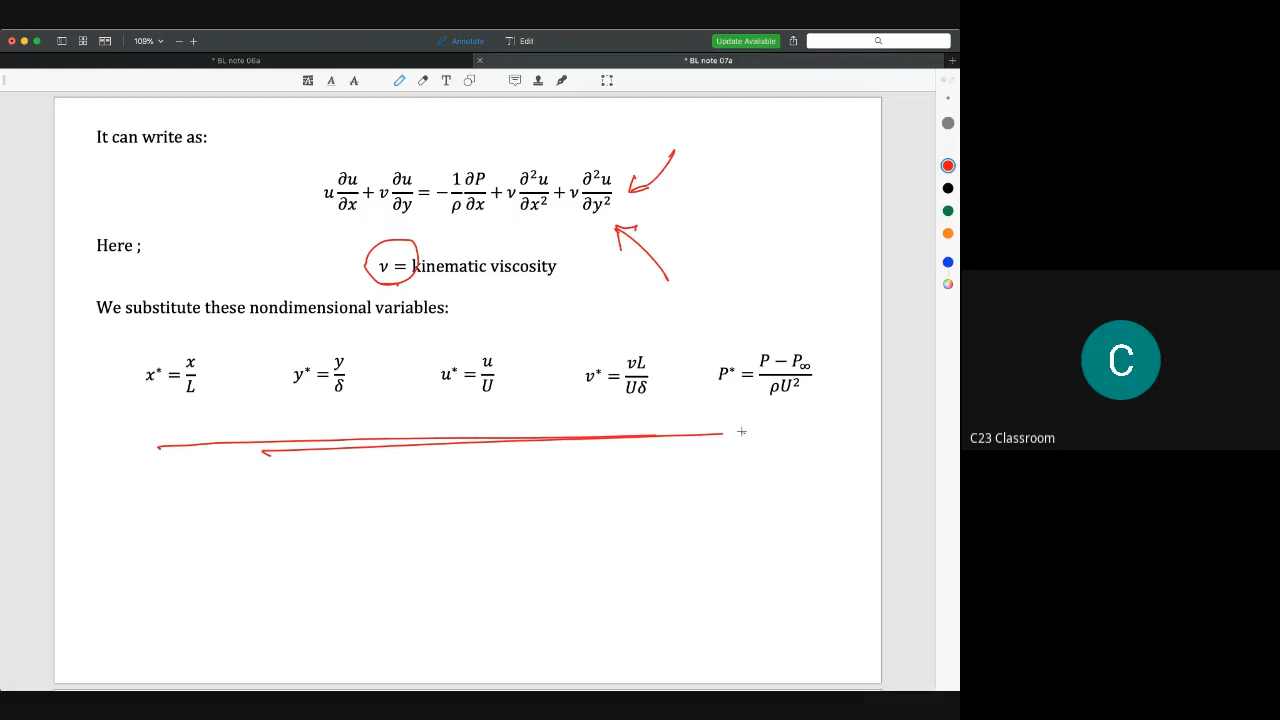 109%
Annotate
Edit
Update Available
* BL note 06a
* BL note 07a
It can write as:
u ∂u/∂x + v ∂u/∂y = − 1/ρ ∂P/∂x + ν ∂²u/∂x² + ν ∂²u/∂y²
Here ;
ν = kinematic viscosity
We substitute these nondimensional variables:
x* = x/L y* = y/δ u* = u/U v* = vL/Uδ P* = (P − P∞)/ρU²
C
C23 Classroom